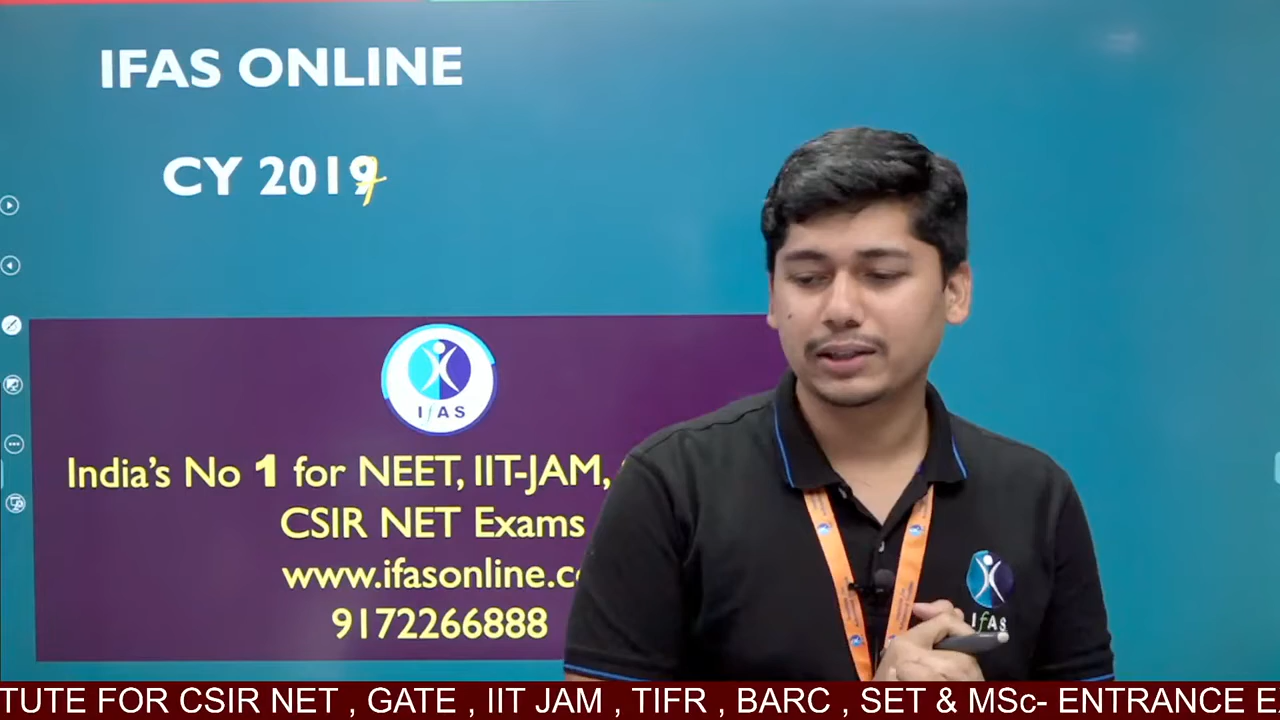 IFAS ONLINE
CY 2019
IfAS
India's No 1 for NEET, IIT-JAM,
CSIR NET Exams
www.ifasonline.c
9172266888
IfAS
TUTE FOR CSIR NET , GATE , IIT JAM , TIFR , BARC , SET & MSc- ENTRANCE E